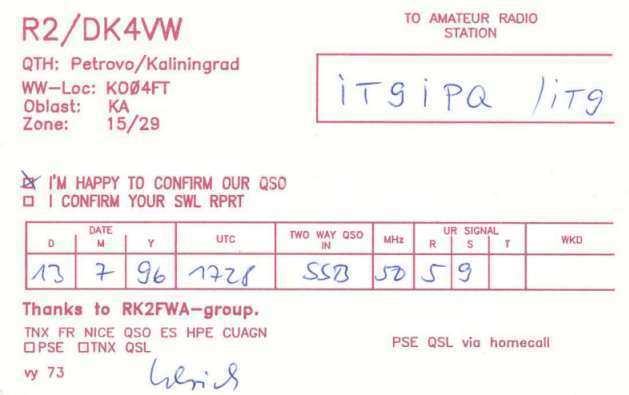 R2/DK4VW
TO AMATEUR RADIO
STATION
QTH: Petrovo/Kaliningrad
WW-Loc: KOØ4FT
Oblast: KA
Zone: 15/29
iT9iPQ /iT9
I'M HAPPY TO CONFIRM OUR QSO
I CONFIRM YOUR SWL RPRT
DATE UTC TWO WAY QSO IN MHz UR SIGNAL WKD
D M Y R S T
13 7 96 1728 SSB 50 5 9
Thanks to RK2FWA-group.
TNX FR NICE QSO ES HPE CUAGN
PSE TNX QSL
PSE QSL via homecall
vy 73 Ulrich